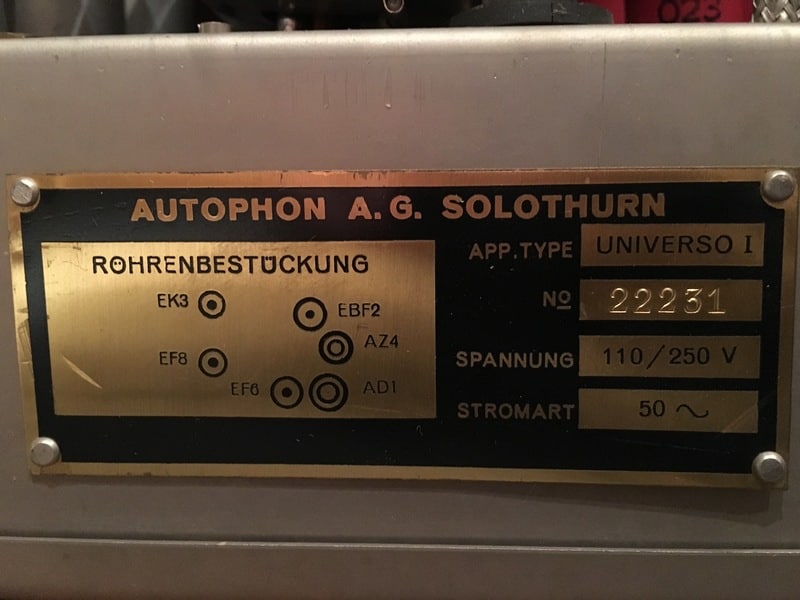 023
AUTOPHON A.G. SOLOTHURN
RÖHRENBESTÜCKUNG
EK3
EBF2
AZ4
EF8
EF6
AD1
APP.TYPE UNIVERSO I
No 22231
SPANNUNG 110/250 V
STROMART 50 ~